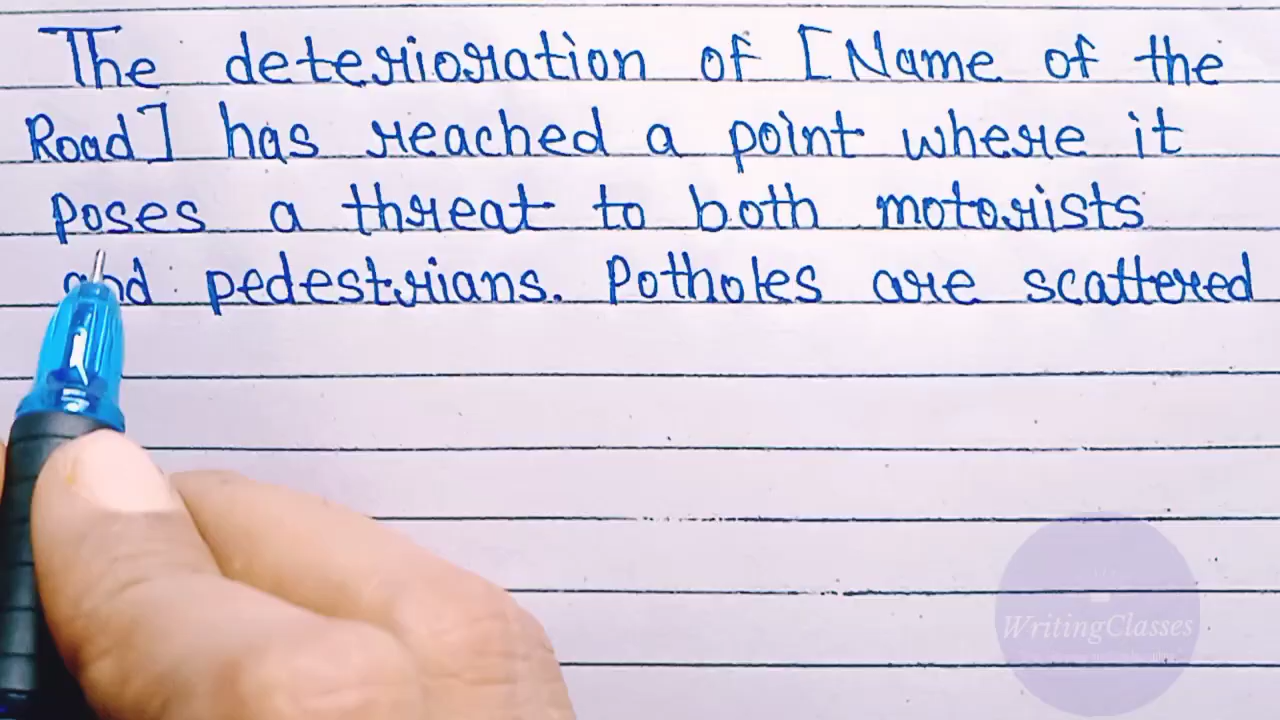 The deterioration of [Name of the
Road] has reached a point where it
poses a threat to both motorists
and pedestrians. Potholes are scattered
WritingClasses